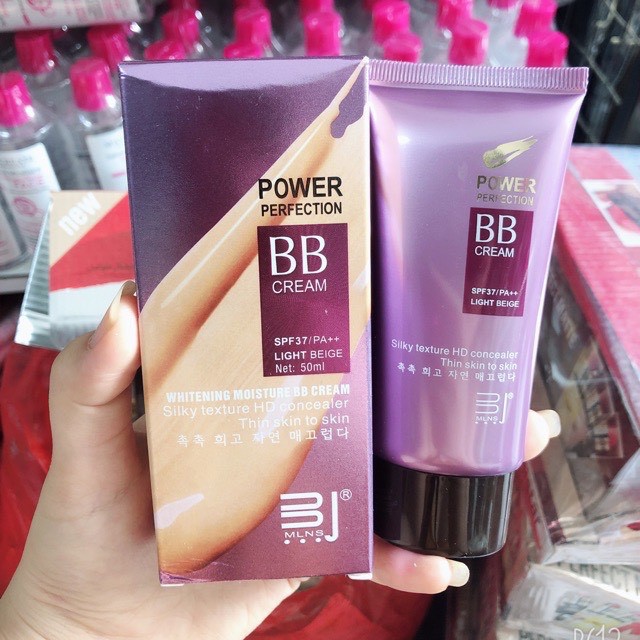 new
POWER
PERFECTION
BB
CREAM
SPF37/PA++
LIGHT BEIGE
Net: 50ml
WHITENING MOISTURE BB CREAM
Silky texture HD concealer
Thin skin to skin
촉촉 희고 자연 매끄럽다
BJ®
MLNS
POWER
PERFECTION
BB
CREAM
SPF37/PA++
LIGHT BEIGE
Silky texture HD concealer
Thin skin to skin
촉촉 희고 자연 매끄럽다
BJ
MLNS